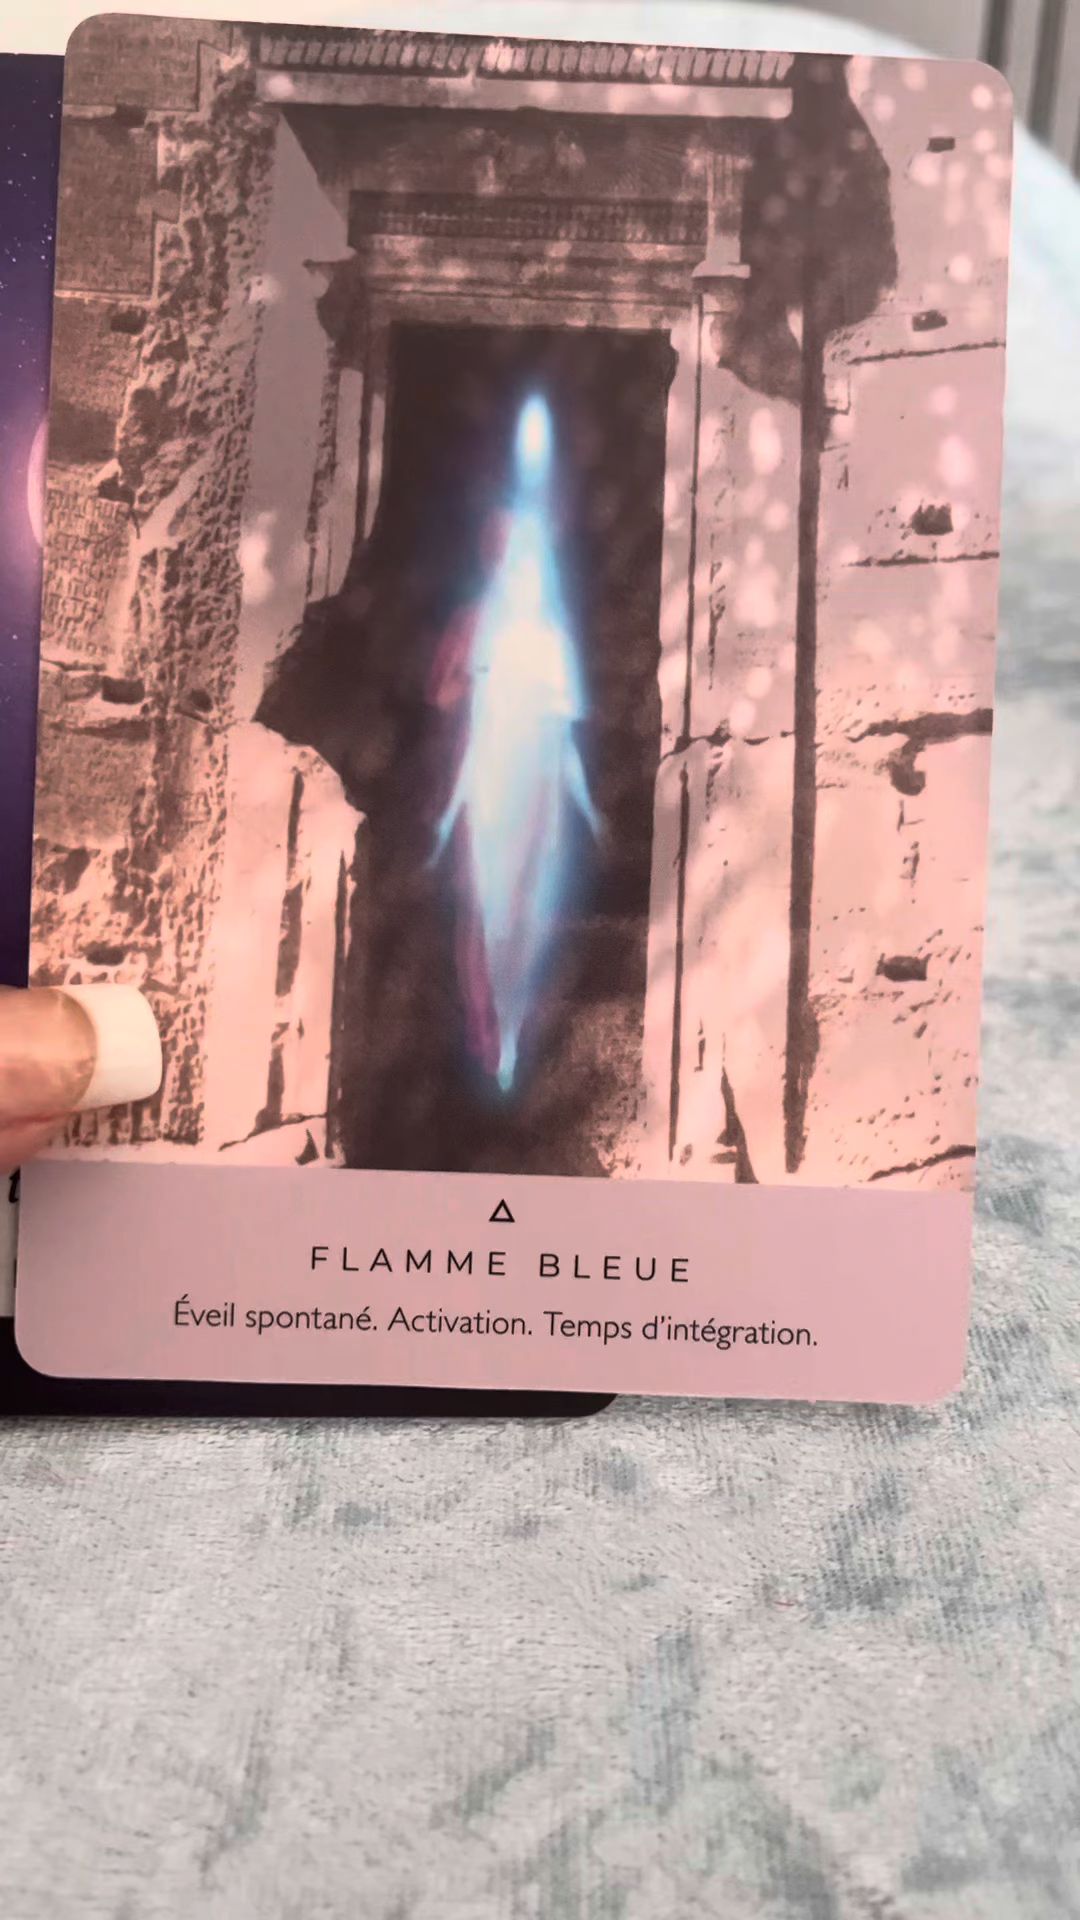 FLAMME BLEUE
Éveil spontané. Activation. Temps d'intégration.